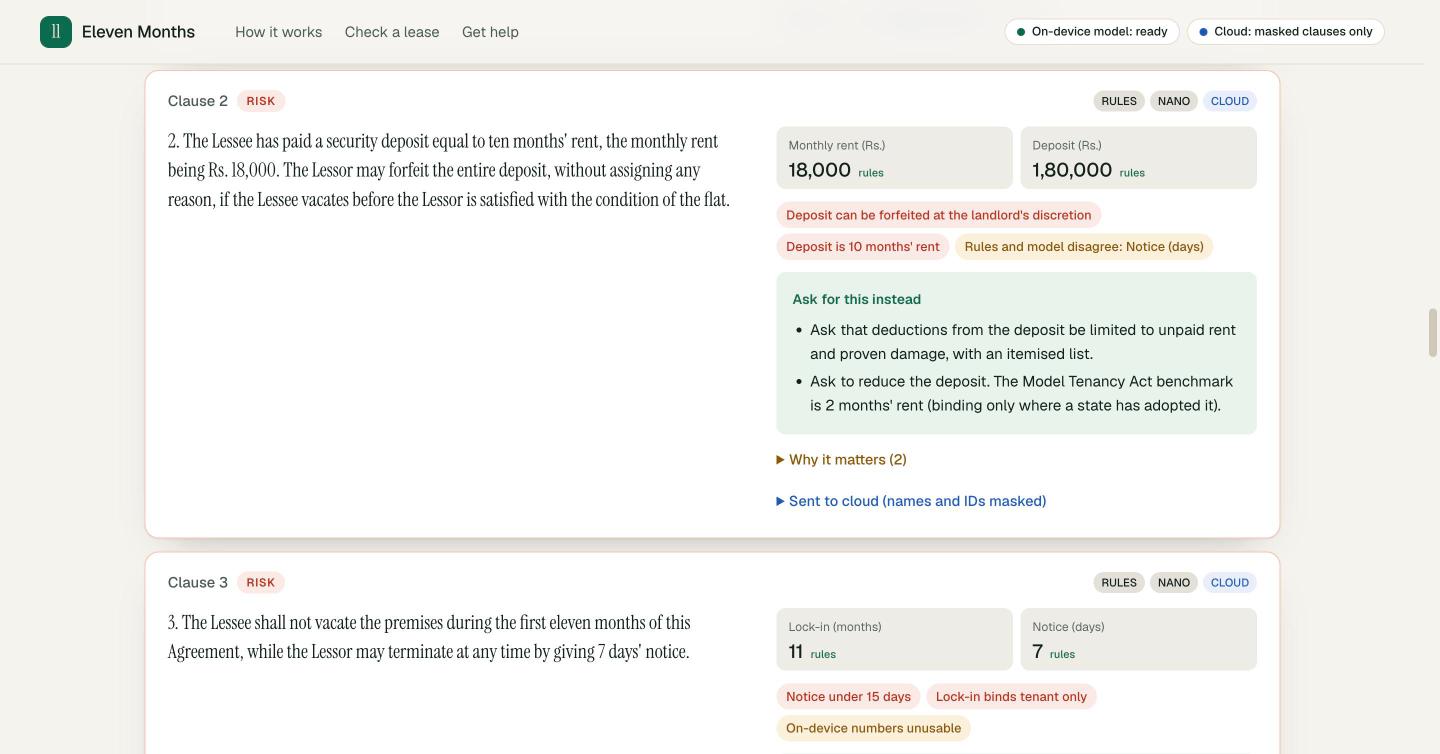 11 Eleven Months How it works Check a lease Get help On-device model: ready Cloud: masked clauses only
Clause 2 RISK RULES NANO CLOUD
2. The Lessee has paid a security deposit equal to ten months' rent, the monthly rent
being Rs. 18,000. The Lessor may forfeit the entire deposit, without assigning any
reason, if the Lessee vacates before the Lessor is satisfied with the condition of the flat.
Monthly rent (Rs.)
18,000 rules
Deposit (Rs.)
1,80,000 rules
Deposit can be forfeited at the landlord's discretion
Deposit is 10 months' rent Rules and model disagree: Notice (days)
Ask for this instead
• Ask that deductions from the deposit be limited to unpaid rent
and proven damage, with an itemised list.
• Ask to reduce the deposit. The Model Tenancy Act benchmark
is 2 months' rent (binding only where a state has adopted it).
▶ Why it matters (2)
▶ Sent to cloud (names and IDs masked)
Clause 3 RISK RULES NANO CLOUD
3. The Lessee shall not vacate the premises during the first eleven months of this
Agreement, while the Lessor may terminate at any time by giving 7 days' notice.
Lock-in (months)
11 rules
Notice (days)
7 rules
Notice under 15 days Lock-in binds tenant only
On-device numbers unusable